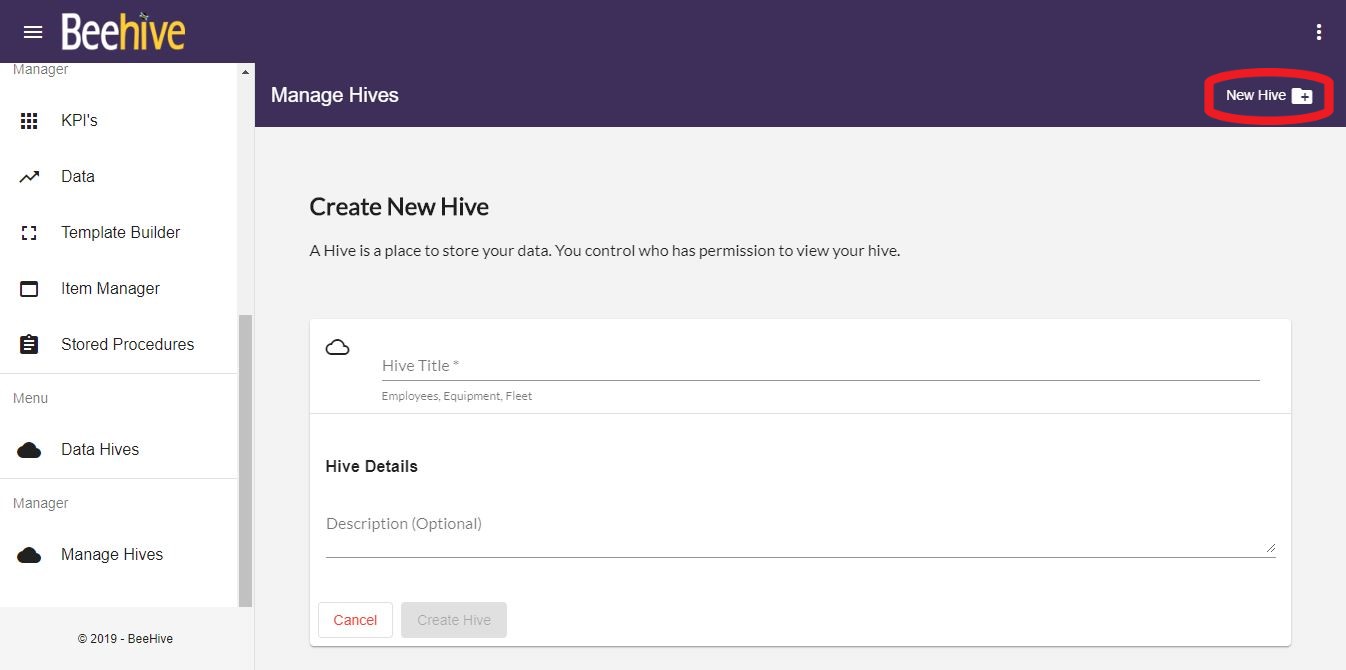 Beehive
Manager
KPI's
Data
Template Builder
Item Manager
Stored Procedures
Menu
Data Hives
Manager
Manage Hives
© 2019 - BeeHive
Manage Hives
New Hive
Create New Hive
A Hive is a place to store your data. You control who has permission to view your hive.
Hive Title *
Employees, Equipment, Fleet
Hive Details
Description (Optional)
Cancel Create Hive